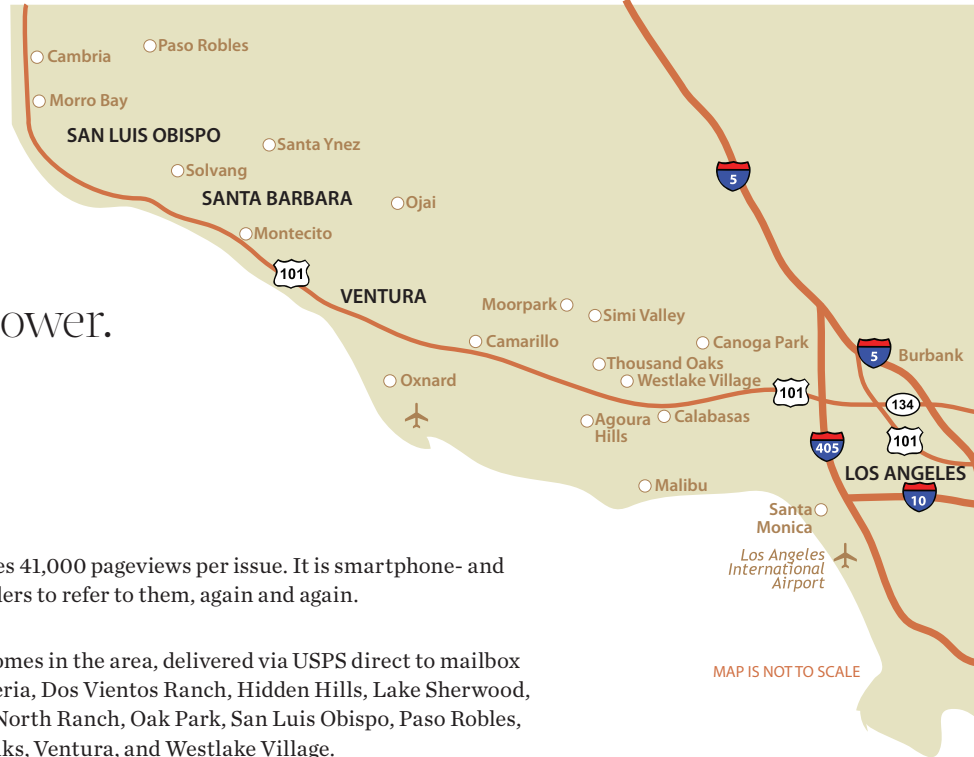 Paso Robles
Cambria
Morro Bay
SAN LUIS OBISPO
Santa Ynez
Solvang
SANTA BARBARA
Ojai
Montecito
5
101
VENTURA
ower.
Moorpark
Simi Valley
Camarillo
Canoga Park
5
Burbank
Thousand Oaks
Oxnard
Westlake Village
101
134
Agoura
Hills
Calabasas
101
405
LOS ANGELES
Malibu
10
Santa
Monica
Los Angeles
International
Airport
es 41,000 pageviews per issue. It is smartphone- and
lers to refer to them, again and again.
omes in the area, delivered via USPS direct to mailbox
eria, Dos Vientos Ranch, Hidden Hills, Lake Sherwood,
North Ranch, Oak Park, San Luis Obispo, Paso Robles,
ks, Ventura, and Westlake Village.
MAP IS NOT TO SCALE